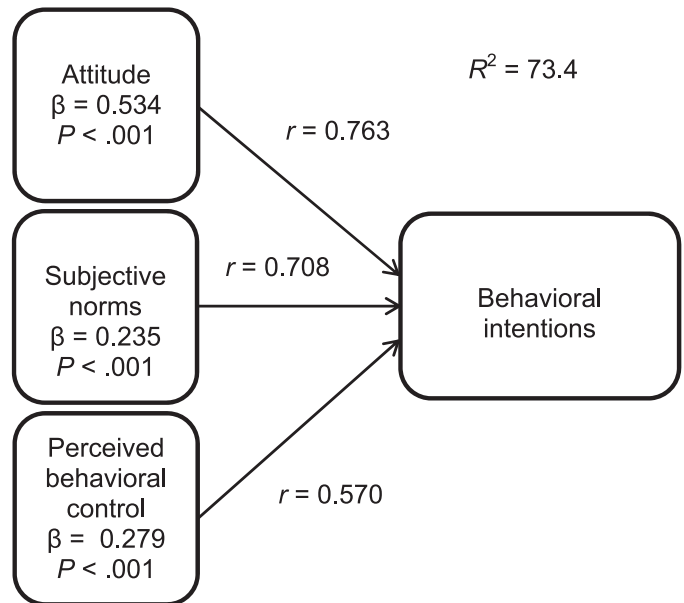 Attitude
β = 0.534
P < .001
R² = 73.4
r = 0.763
Subjective
norms
β = 0.235
P < .001
r = 0.708
Behavioral
intentions
Perceived
behavioral
control
β =  0.279
P < .001
r = 0.570